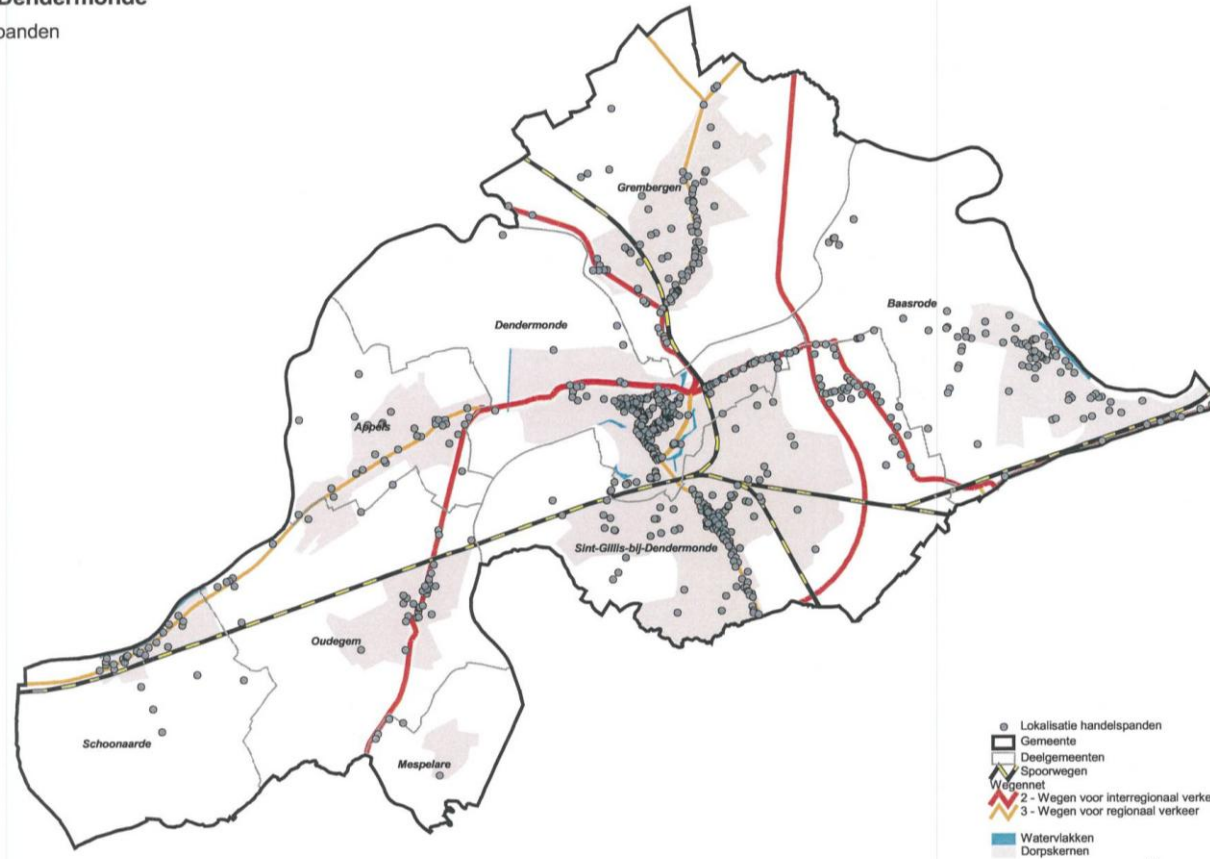 Dendermonde
panden
Grembergen
Baasrode
Dendermonde
Appels
Sint-Gillis-bij-Dendermonde
Oudegem
Schoonaarde
Mespelare
Lokalisatie handelspanden
Gemeente
Deelgemeenten
Spoorwegen
Wegennet
2 - Wegen voor interregionaal verke
3 - Wegen voor regionaal verkeer
Watervlakken
Dorpskernen